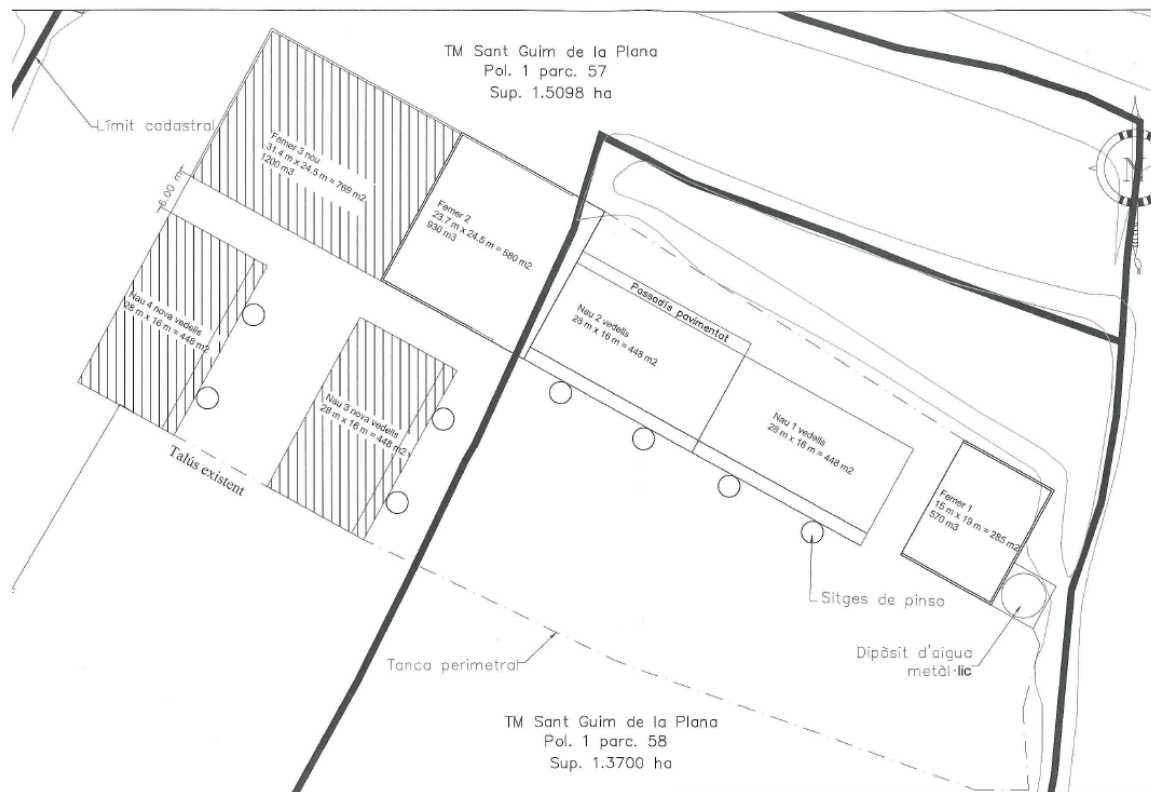 TM Sant Guim de la Plana
Pol. 1 parc. 57
Sup. 1.5098 ha
Límit cadastral
Femer 3 nou
31.4 m x 24.5 m = 769 m2
1200 m3
6.00 m
Femer 2
23.7 m x 24.5 m = 580 m2
930 m3
Nau 4 nova vedells
28 m x 16 m = 448 m2
Nau 3 nova vedells
28 m x 16 m = 448 m2
Talús existent
Passadís pavimentat
Nau 2 vedells
28 m x 16 m = 448 m2
Nau 1 vedells
28 m x 16 m = 448 m2
Femer 1
15 m x 19 m = 285 m2
570 m3
N
Sitges de pinso
Dipòsit d'aigua
metàl·lic
Tanca perimetral
TM Sant Guim de la Plana
Pol. 1 parc. 58
Sup. 1.3700 ha